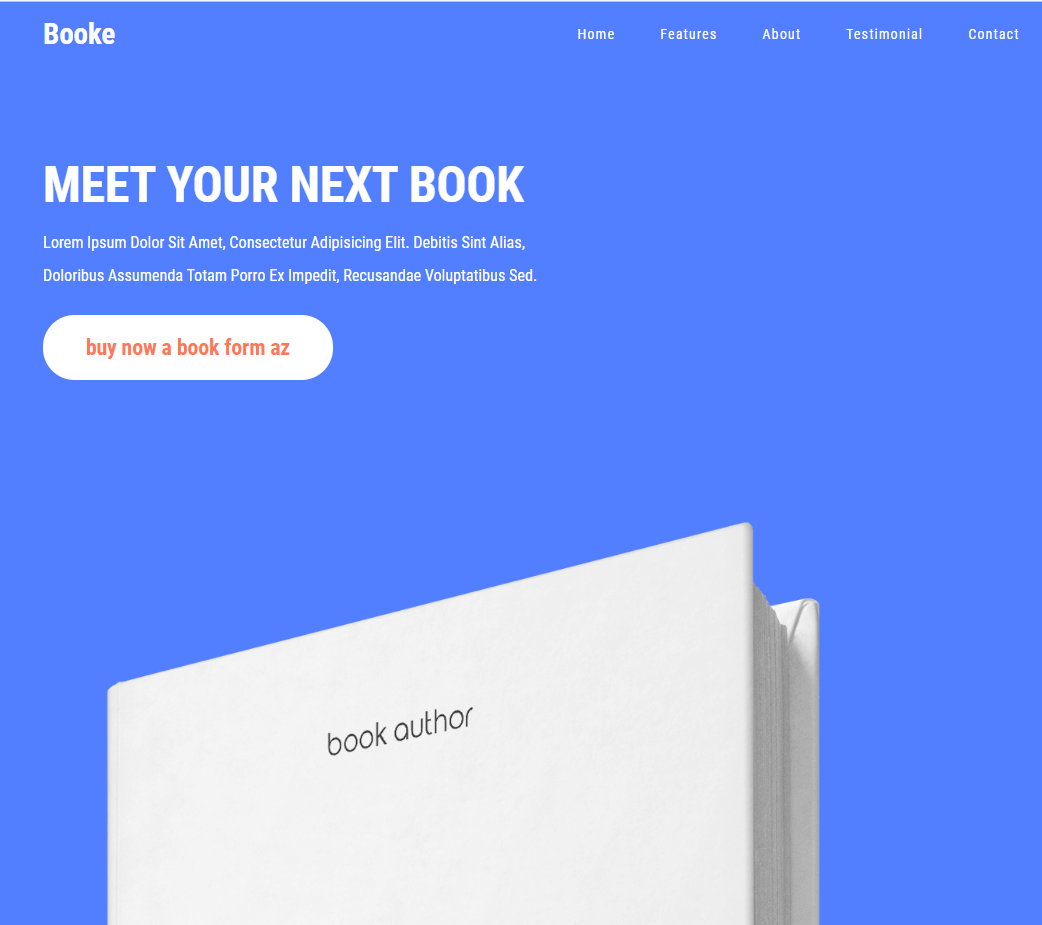 Booke
Home Features About Testimonial Contact
MEET YOUR NEXT BOOK
Lorem Ipsum Dolor Sit Amet, Consectetur Adipisicing Elit. Debitis Sint Alias,
Doloribus Assumenda Totam Porro Ex Impedit, Recusandae Voluptatibus Sed.
buy now a book form az
book author